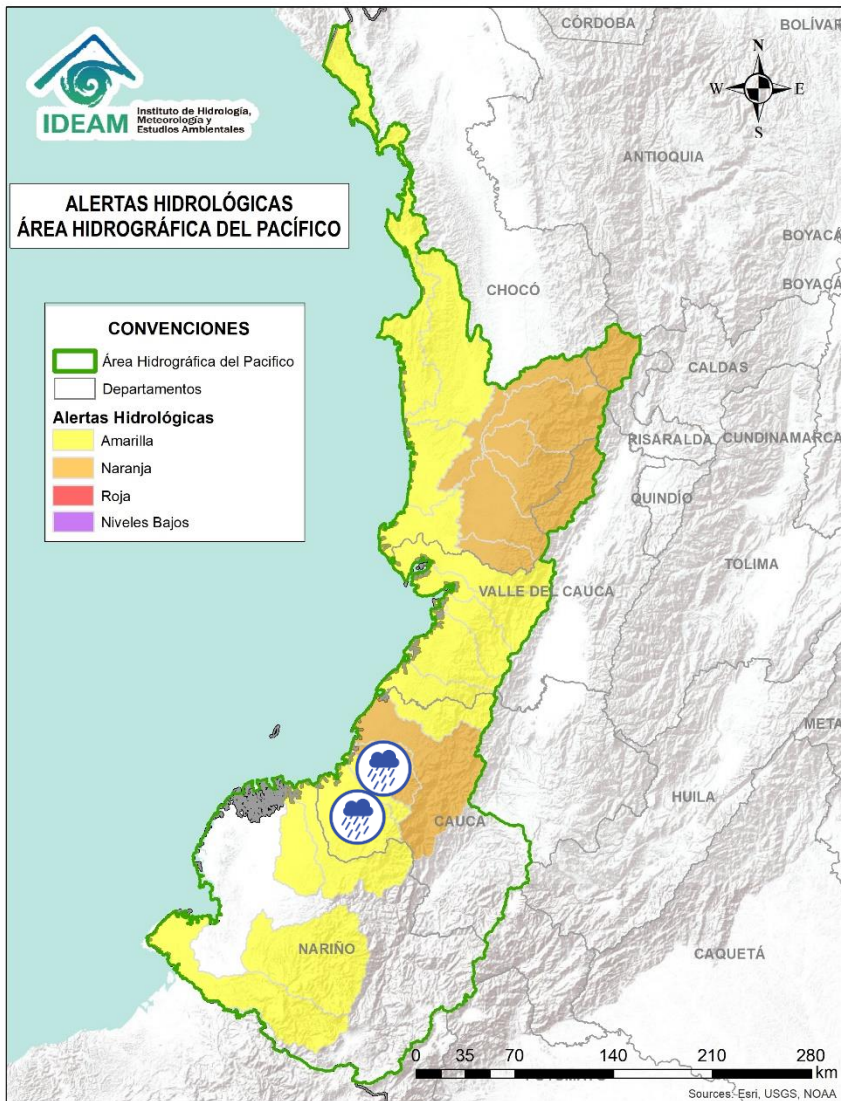 IDEAM
Instituto de Hidrología,
Meteorología y
Estudios Ambientales
ALERTAS HIDROLÓGICAS
ÁREA HIDROGRÁFICA DEL PACÍFICO
CONVENCIONES
Área Hidrográfica del Pacifico
Departamentos
Alertas Hidrológicas
Amarilla
Naranja
Roja
Niveles Bajos
CÓRDOBA
BOLÍVAR
N
W
E
S
ANTIOQUIA
BOYACÁ
CHOCÓ
BOYACÁ
CALDAS
RISARALDA
CUNDINAMARCA
QUINDÍO
TOLIMA
VALLE DEL CAUCA
META
HUILA
CAUCA
NARIÑO
CAQUETÁ
0 35 70 140 210 280
km
Sources: Esri, USGS, NOAA